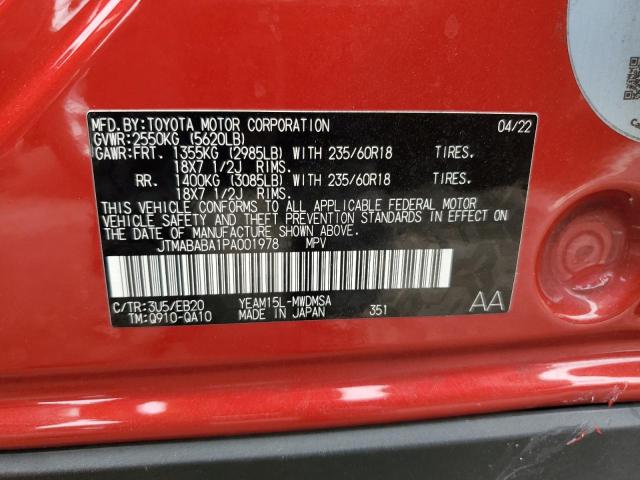 MFD.BY:TOYOTA MOTOR CORPORATION 04/22
GVWR:2550KG (5620LB)
GAWR:FRT. 1355KG (2985LB) WITH 235/60R18 TIRES.
18X7 1/2J RIMS.
RR. 1400KG (3085LB) WITH 235/60R18 TIRES.
18X7 1/2J RIMS.
THIS VEHICLE CONFORMS TO ALL APPLICABLE FEDERAL MOTOR
VEHICLE SAFETY AND THEFT PREVENTION STANDARDS IN EFFECT ON
THE DATE OF MANUFACTURE SHOWN ABOVE.
JTMABABA1PA001978 MPV
C/TR:3U5/EB20 YEAM15L-MWDMSA AA
TM:Q910-QA10 MADE IN JAPAN 351